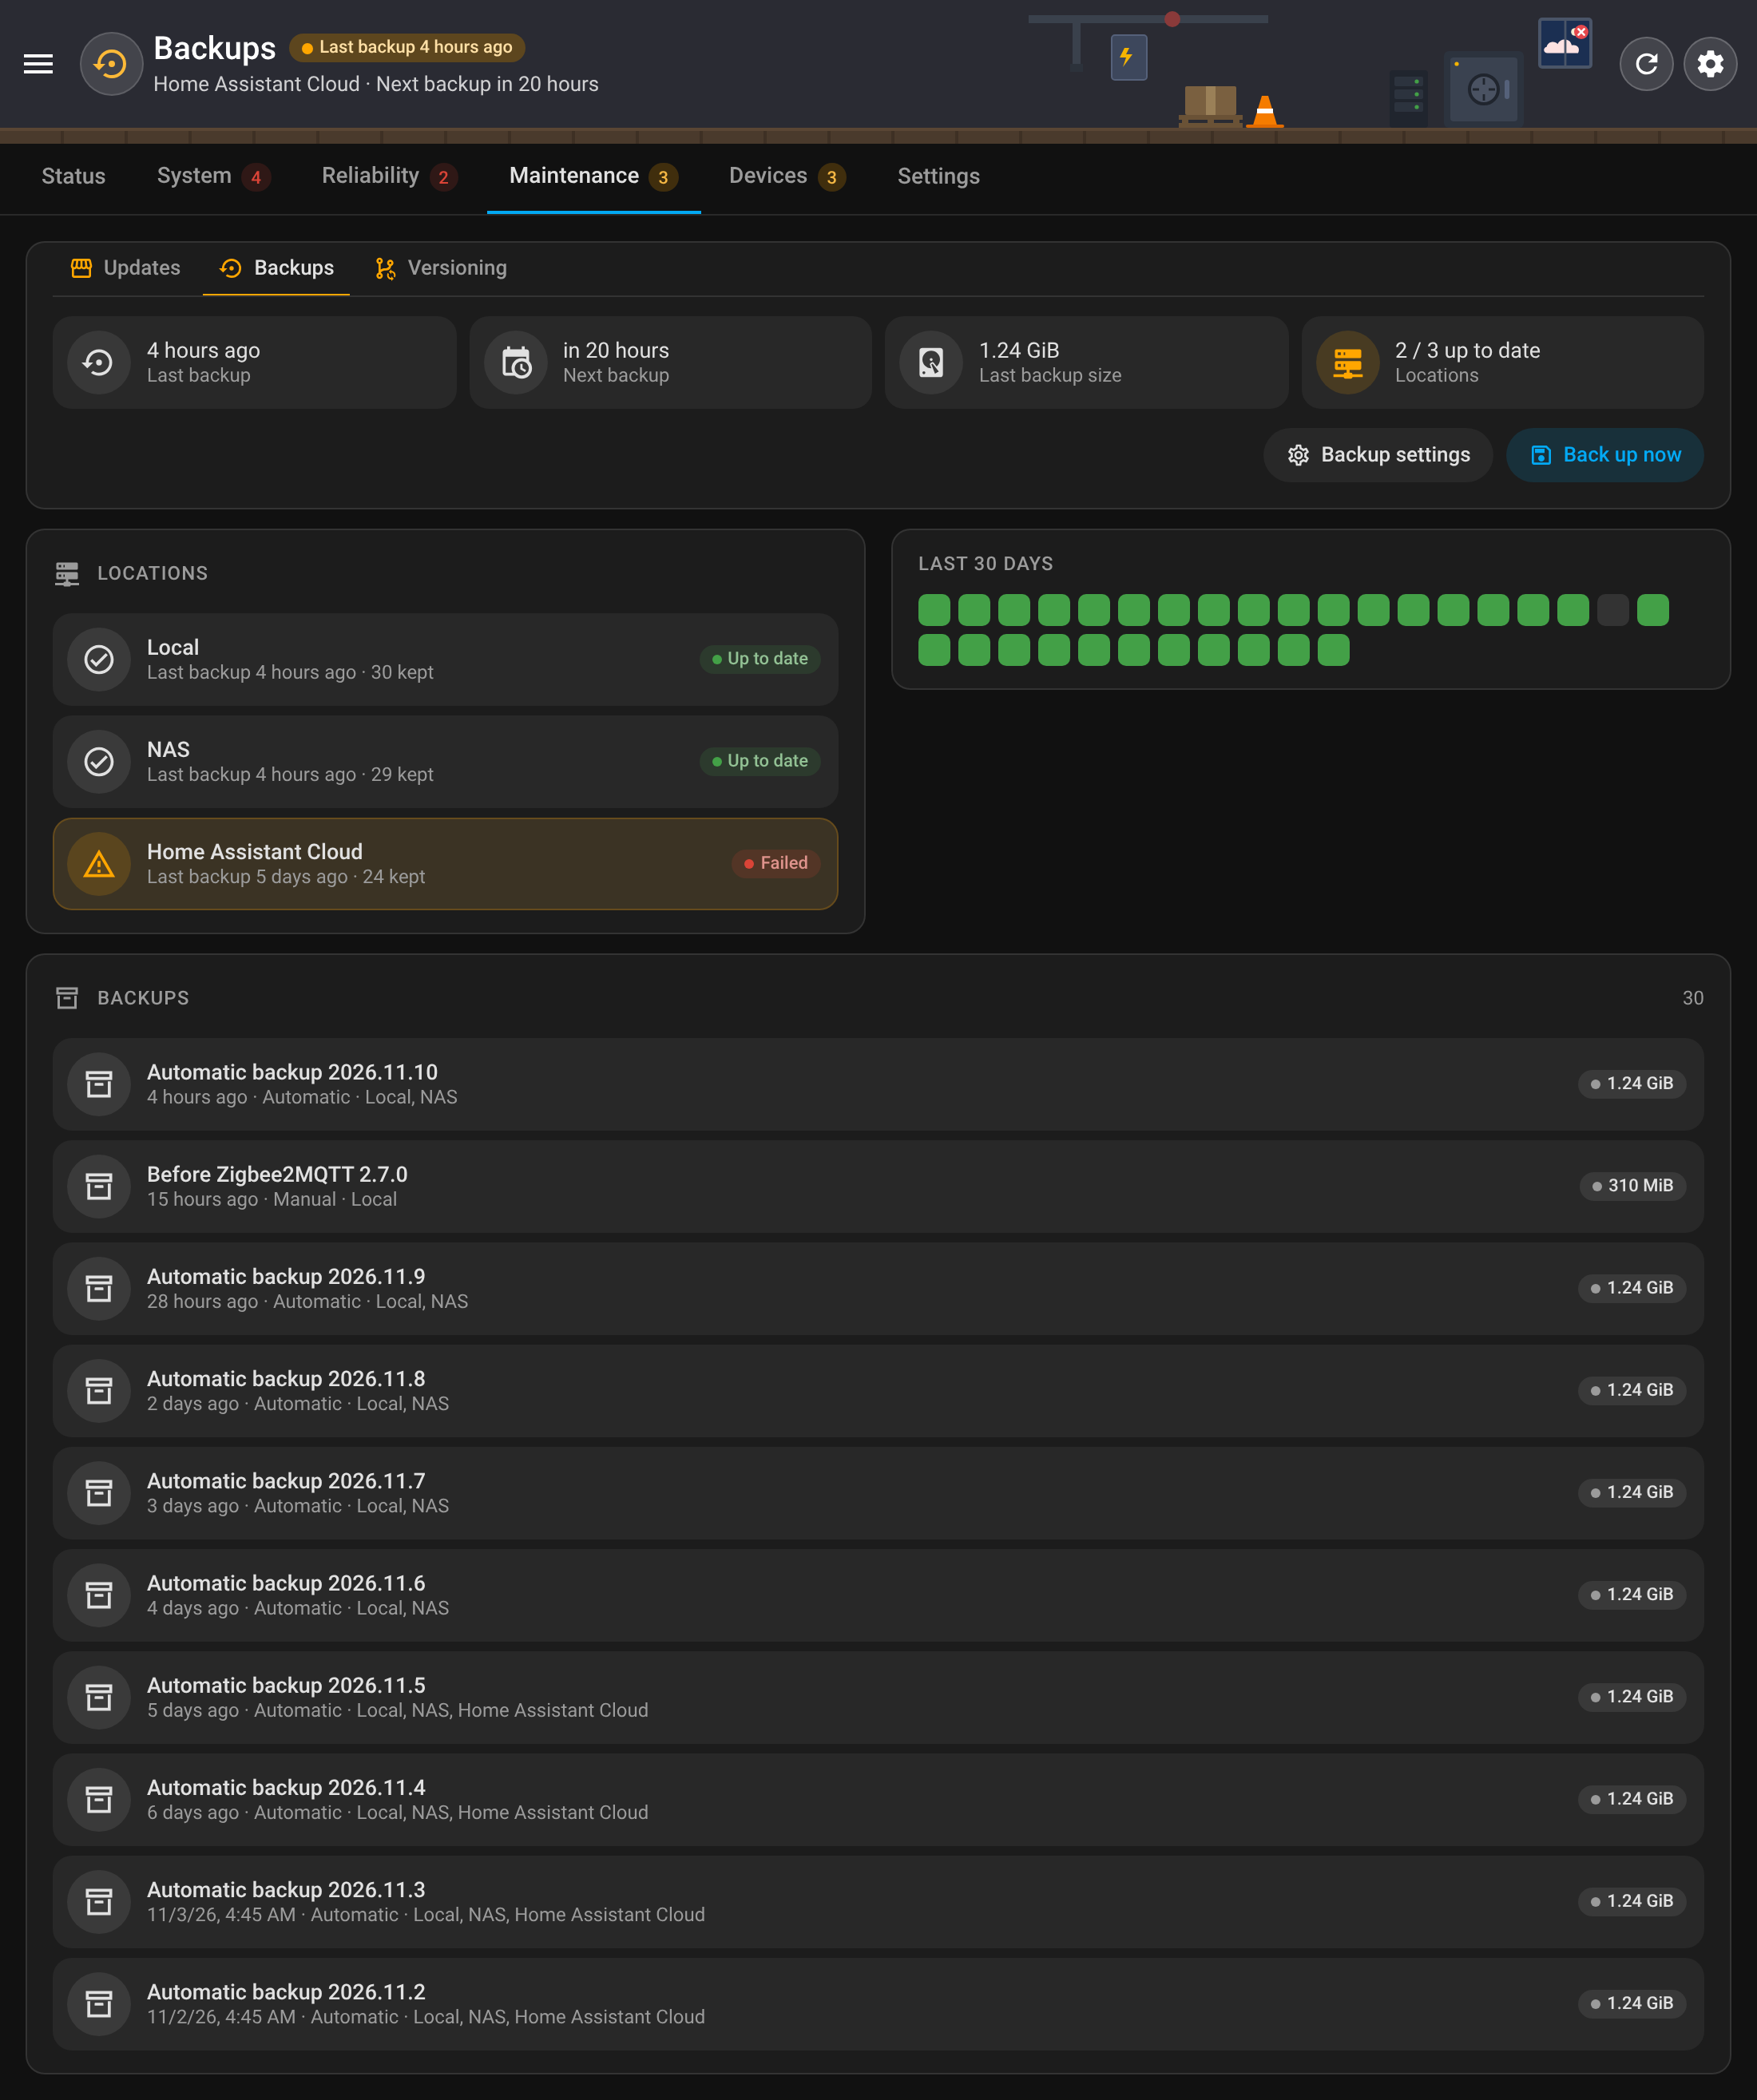 Backups
Last backup 4 hours ago
Home Assistant Cloud · Next backup in 20 hours
Status
System 4
Reliability 2
Maintenance 3
Devices 3
Settings
Updates
Backups
Versioning
4 hours ago
Last backup
in 20 hours
Next backup
1.24 GiB
Last backup size
2 / 3 up to date
Locations
Backup settings
Back up now
LOCATIONS
Local
Last backup 4 hours ago · 30 kept
Up to date
NAS
Last backup 4 hours ago · 29 kept
Up to date
Home Assistant Cloud
Last backup 5 days ago · 24 kept
Failed
LAST 30 DAYS
BACKUPS
30
Automatic backup 2026.11.10
4 hours ago · Automatic · Local, NAS
1.24 GiB
Before Zigbee2MQTT 2.7.0
15 hours ago · Manual · Local
310 MiB
Automatic backup 2026.11.9
28 hours ago · Automatic · Local, NAS
1.24 GiB
Automatic backup 2026.11.8
2 days ago · Automatic · Local, NAS
1.24 GiB
Automatic backup 2026.11.7
3 days ago · Automatic · Local, NAS
1.24 GiB
Automatic backup 2026.11.6
4 days ago · Automatic · Local, NAS
1.24 GiB
Automatic backup 2026.11.5
5 days ago · Automatic · Local, NAS, Home Assistant Cloud
1.24 GiB
Automatic backup 2026.11.4
6 days ago · Automatic · Local, NAS, Home Assistant Cloud
1.24 GiB
Automatic backup 2026.11.3
11/3/26, 4:45 AM · Automatic · Local, NAS, Home Assistant Cloud
1.24 GiB
Automatic backup 2026.11.2
11/2/26, 4:45 AM · Automatic · Local, NAS, Home Assistant Cloud
1.24 GiB